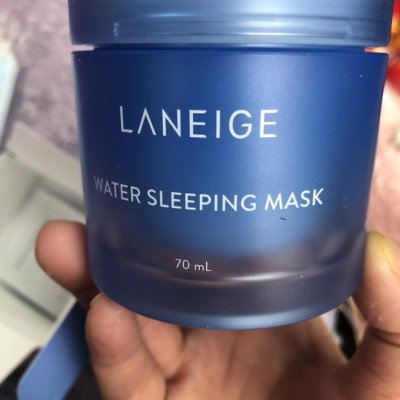 LANEIGE
WATER SLEEPING MASK
70 mL